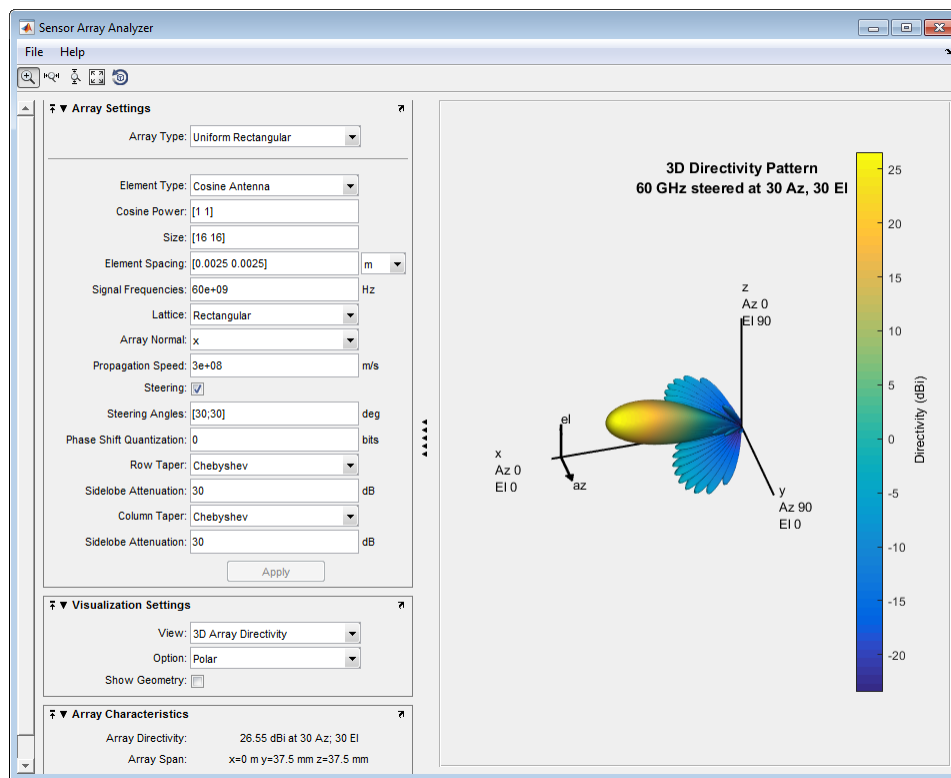 Sensor Array Analyzer
File Help
Array Settings
Array Type: Uniform Rectangular
Element Type: Cosine Antenna
Cosine Power: [1 1]
Size: [16 16]
Element Spacing: [0.0025 0.0025] m
Signal Frequencies: 60e+09 Hz
Lattice: Rectangular
Array Normal: x
Propagation Speed: 3e+08 m/s
Steering:
Steering Angles: [30;30] deg
Phase Shift Quantization: 0 bits
Row Taper: Chebyshev
Sidelobe Attenuation: 30 dB
Column Taper: Chebyshev
Sidelobe Attenuation: 30 dB
Apply
Visualization Settings
View: 3D Array Directivity
Option: Polar
Show Geometry:
Array Characteristics
Array Directivity: 26.55 dBi at 30 Az; 30 El
Array Span: x=0 m y=37.5 mm z=37.5 mm
3D Directivity Pattern
60 GHz steered at 30 Az, 30 El
z
Az 0
El 90
el
az
x
Az 0
El 0
y
Az 90
El 0
25
20
15
10
5
0
-5
-10
-15
-20
Directivity (dBi)